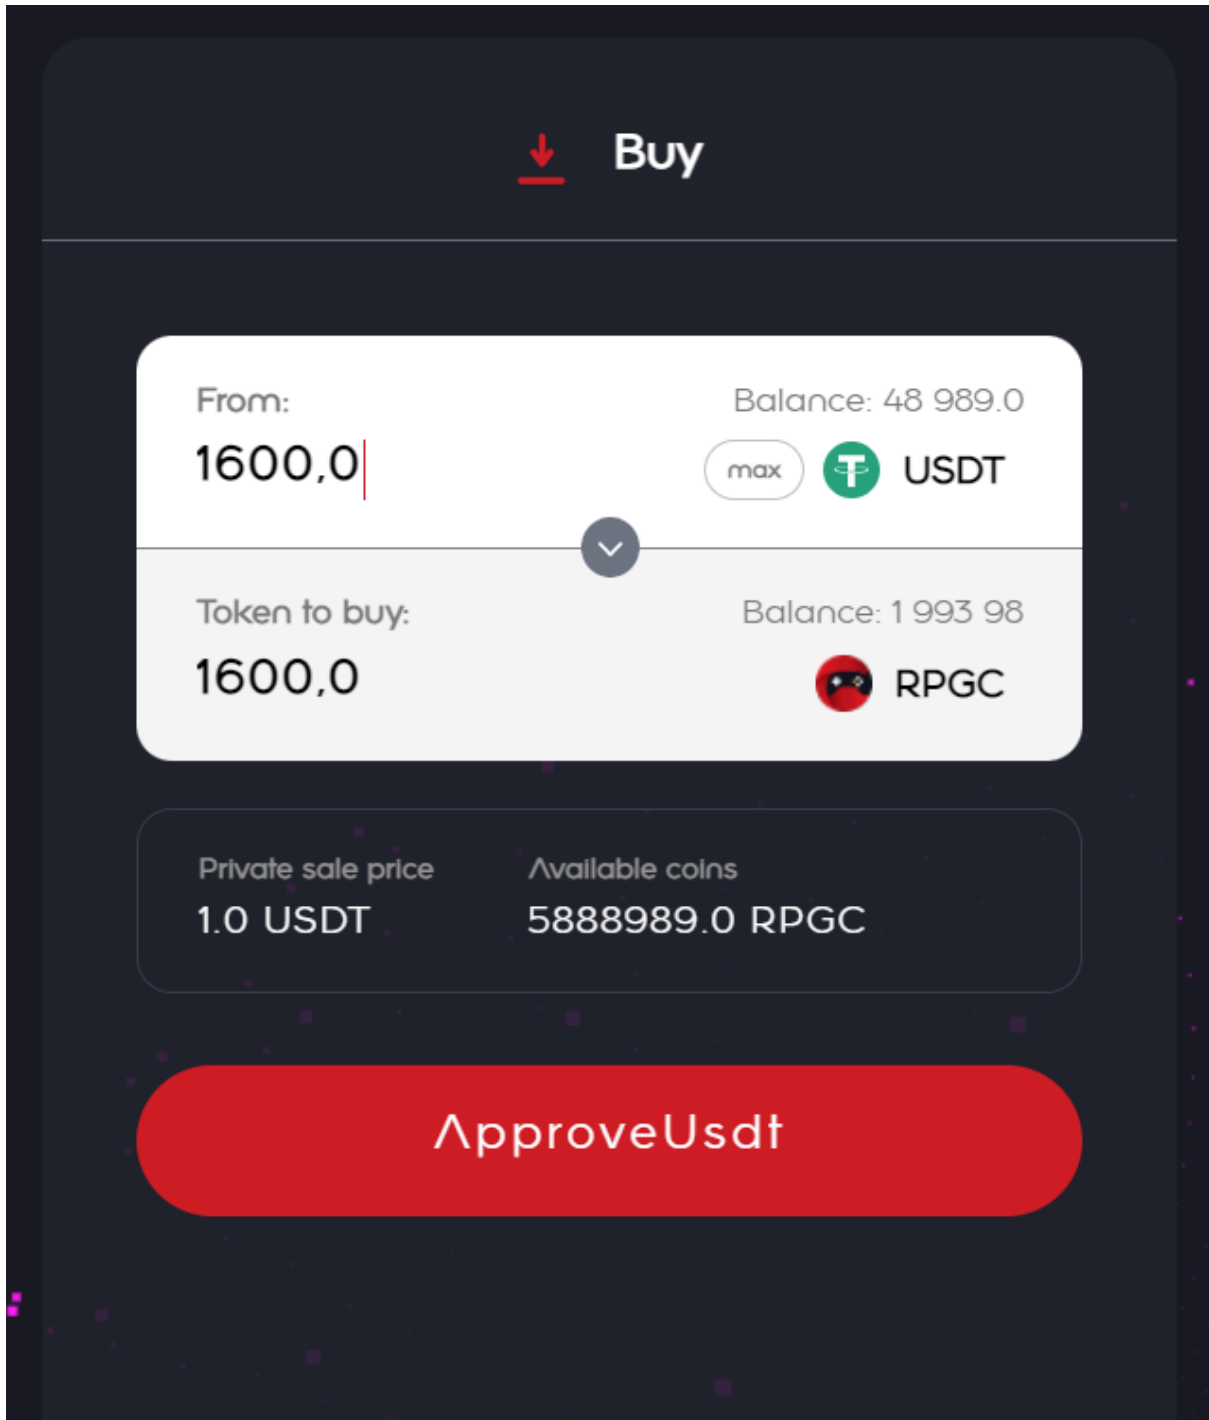 Buy
From:
Balance: 48 989.0
1600,0
max
USDT
Token to buy:
Balance: 1 993 98
1600,0
RPGC
Private sale price
Available coins
1.0 USDT
5888989.0 RPGC
ApproveUsdt